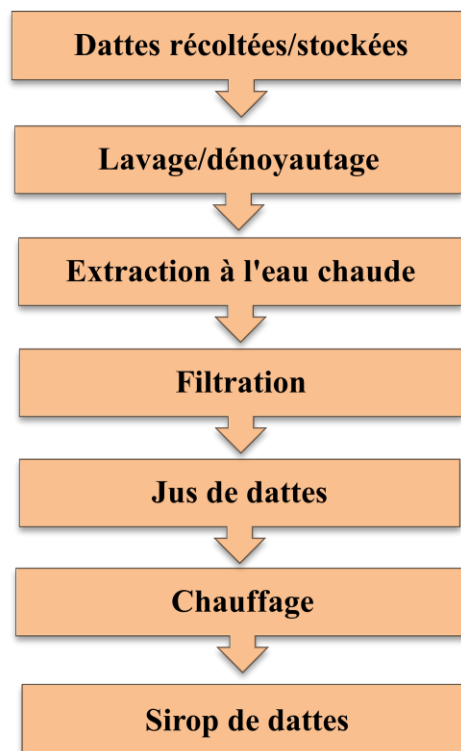 Dattes récoltées/stockées
Lavage/dénoyautage
Extraction à l'eau chaude
Filtration
Jus de dattes
Chauffage
Sirop de dattes